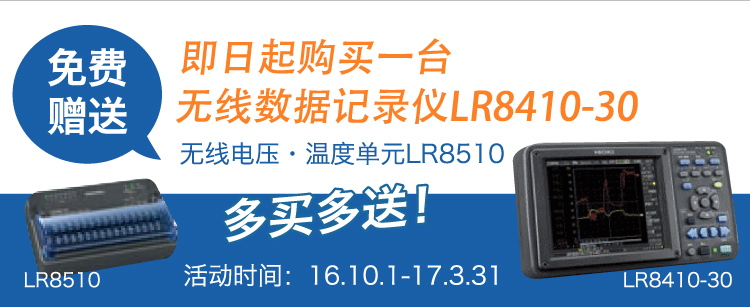 免费
赠送
即日起购买一台
无线数据记录仪LR8410-30
无线电压·温度单元LR8510
多买多送!
LR8510
活动时间：16.10.1-17.3.31
LR8410-30
HIOKI